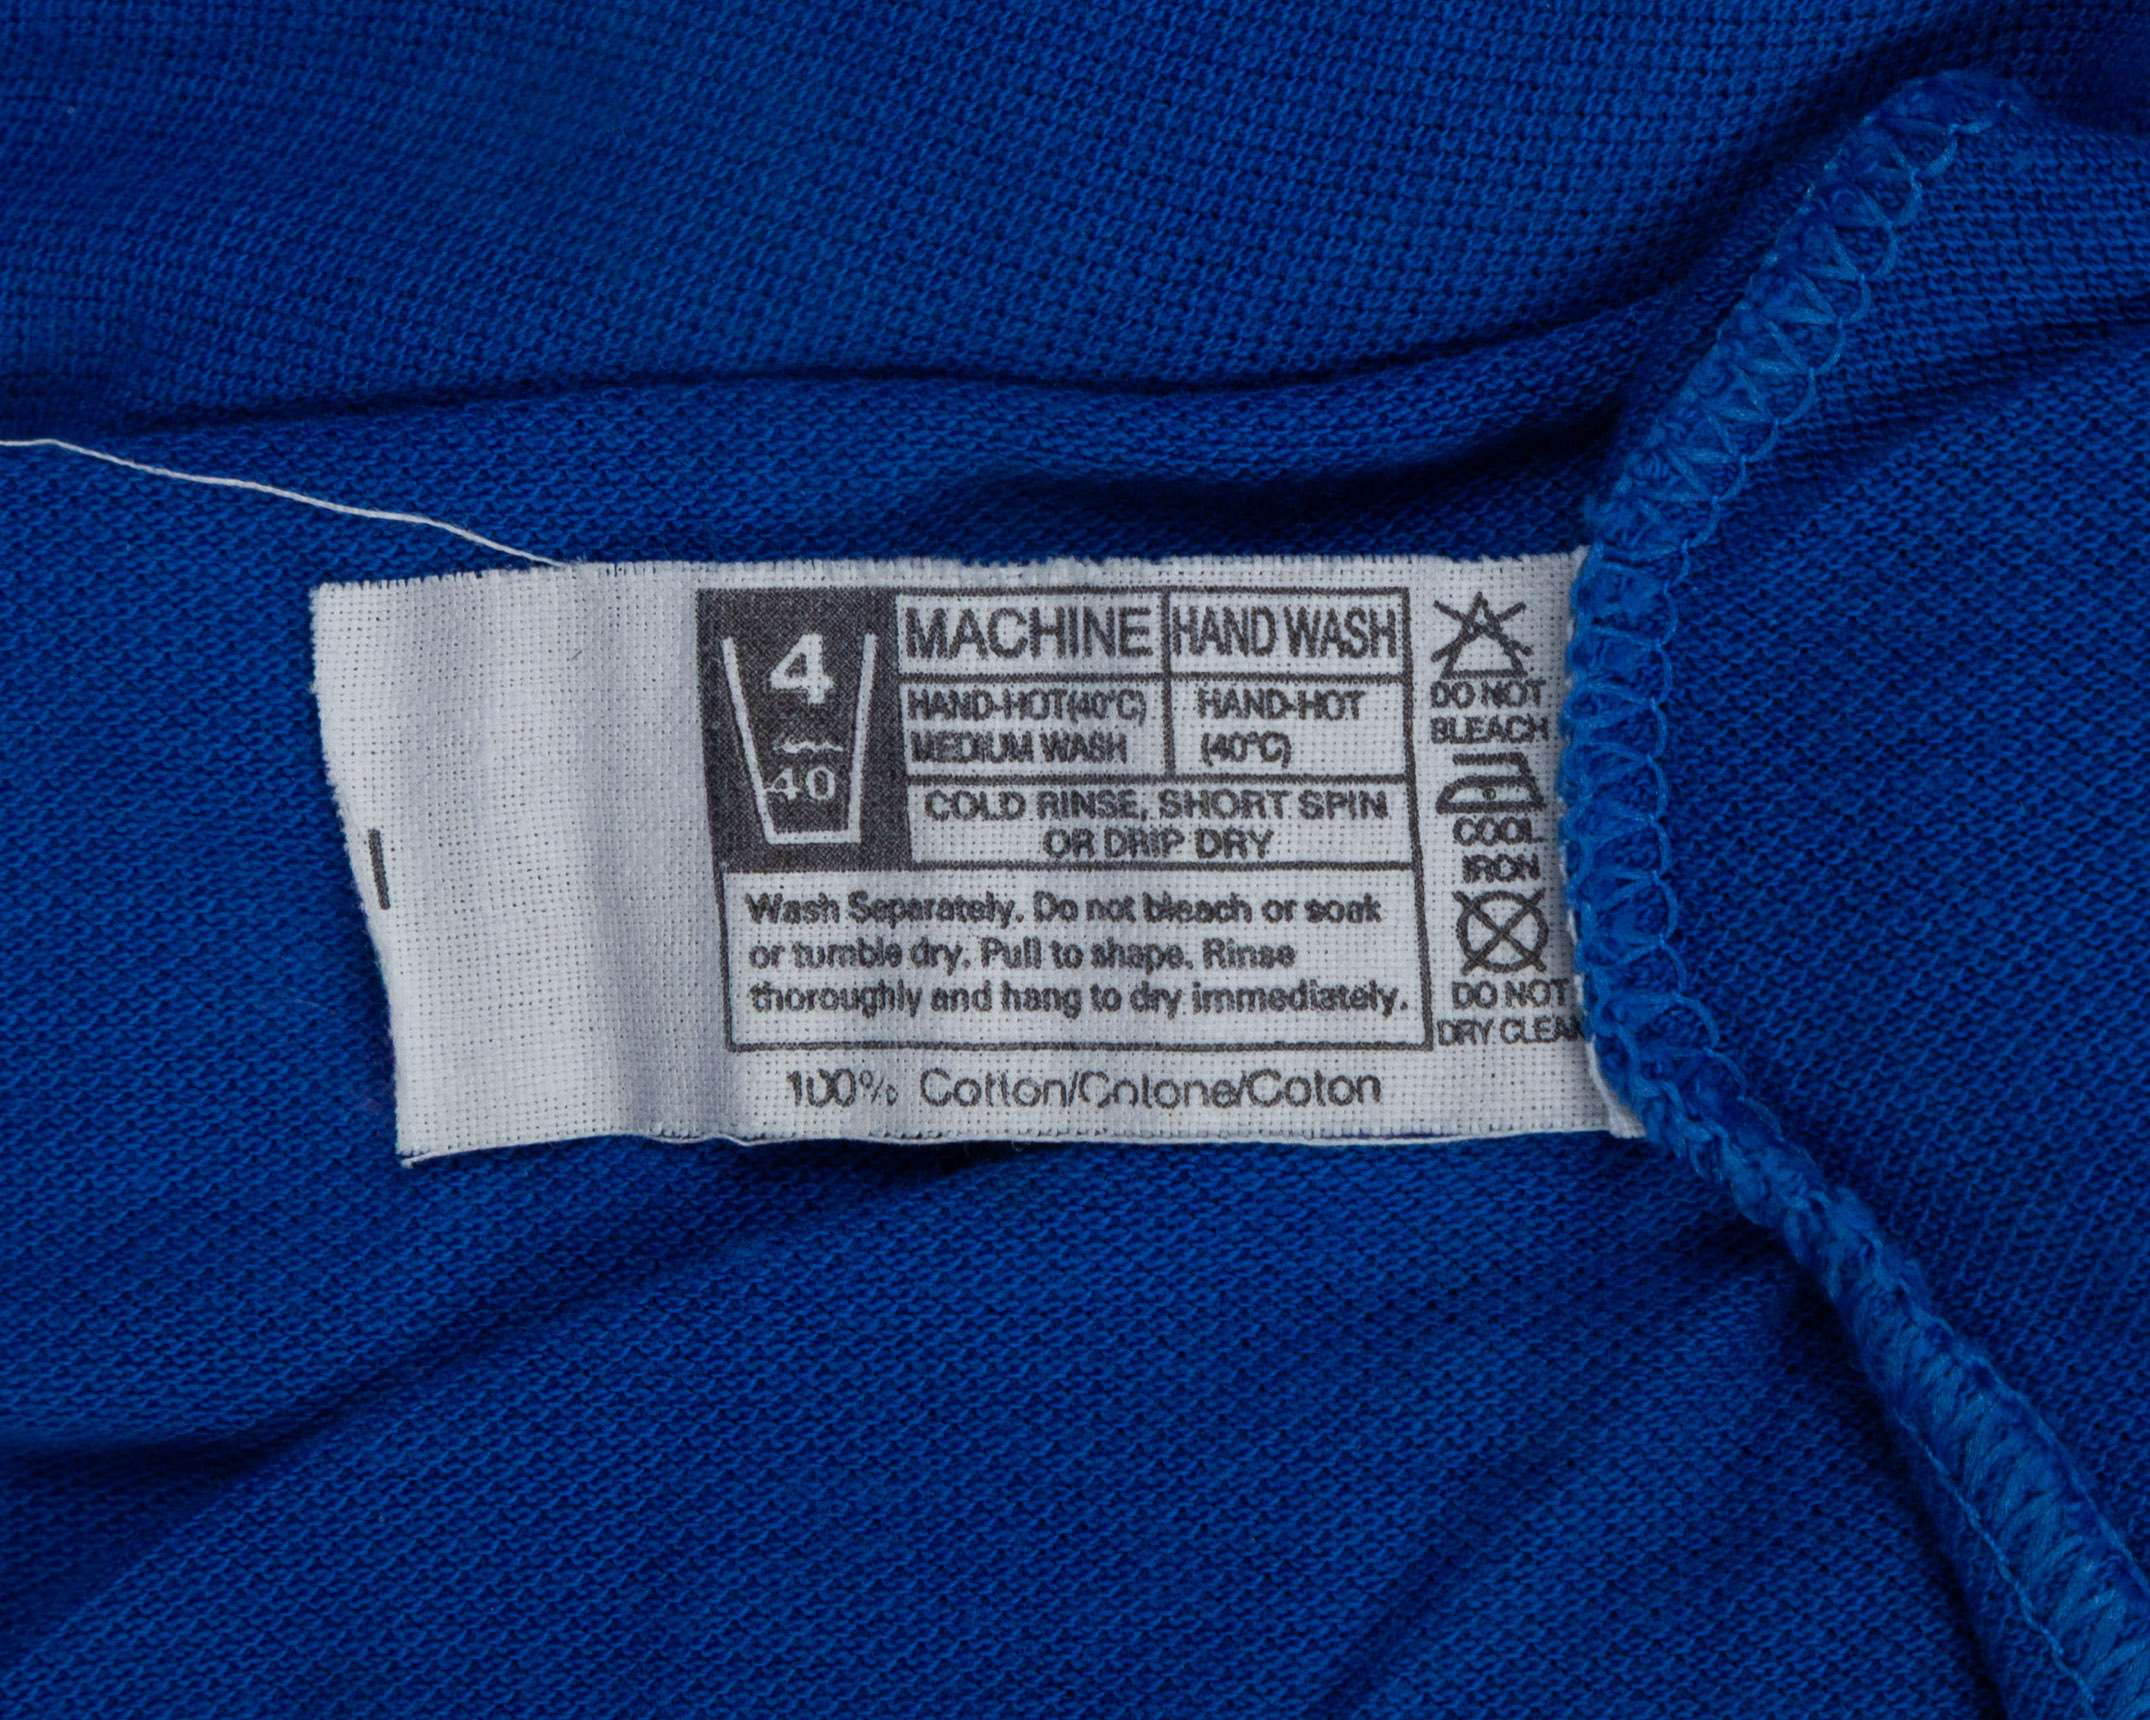 4
40
MACHINE
HAND WASH
HAND-HOT(40°C)
MEDIUM WASH
HAND-HOT
(40°C)
COLD RINSE, SHORT SPIN
OR DRIP DRY
Wash Separately. Do not bleach or soak
or tumble dry. Pull to shape. Rinse
thoroughly and hang to dry immediately.
100% Cotton/Cotone/Coton
DO NOT
BLEACH
COOL
IRON
DO NOT
DRY CLEAN